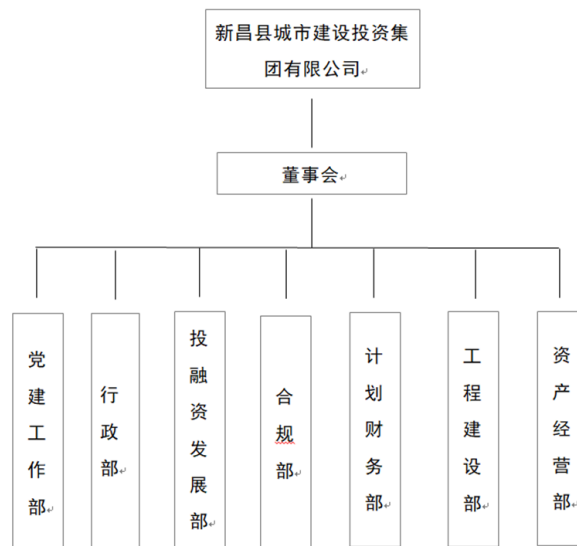 新昌县城市建设投资集
团有限公司
董事会
党建工作部
行政部
投融资发展部
合规部
计划财务部
工程建设部
资产经营部